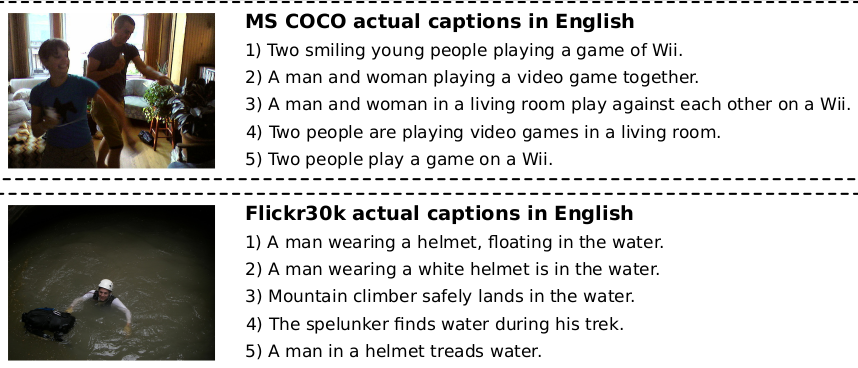 MS COCO actual captions in English
1) Two smiling young people playing a game of Wii.
2) A man and woman playing a video game together.
3) A man and woman in a living room play against each other on a Wii.
4) Two people are playing video games in a living room.
5) Two people play a game on a Wii.
Flickr30k actual captions in English
1) A man wearing a helmet, floating in the water.
2) A man wearing a white helmet is in the water.
3) Mountain climber safely lands in the water.
4) The spelunker finds water during his trek.
5) A man in a helmet treads water.